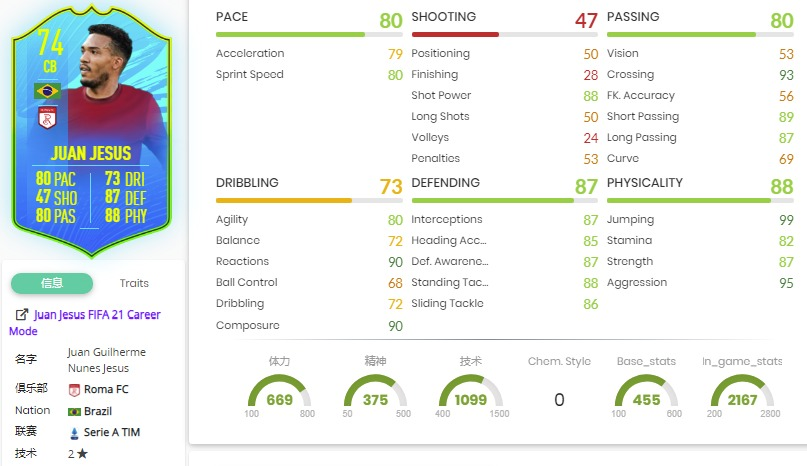 74
CB
JUAN JESUS
80 PAC 73 DRI
47 SHO 87 DEF
80 PAS 88 PHY
信息 Traits
Juan Jesus FIFA 21 Career
Mode
名字 Juan Guilherme
Nunes Jesus
俱乐部 Roma FC
Nation Brazil
联赛 Serie A TIM
技术 2★
PACE 80
Acceleration 79
Sprint Speed 80
SHOOTING 47
Positioning 50
Finishing 28
Shot Power 88
Long Shots 50
Volleys 24
Penalties 53
PASSING 80
Vision 53
Crossing 93
FK. Accuracy 56
Short Passing 89
Long Passing 87
Curve 69
DRIBBLING 73
Agility 80
Balance 72
Reactions 90
Ball Control 68
Dribbling 72
Composure 90
DEFENDING 87
Interceptions 87
Heading Acc... 85
Def. Awarene... 87
Standing Tac... 88
Sliding Tackle 86
PHYSICALITY 88
Jumping 99
Stamina 82
Strength 87
Aggression 95
体力
669
100 800
精神
375
50 500
技术
1099
400 1500
Chem. Style
0
Base_stats
455
100 600
In_game_stats
2167
200 2800